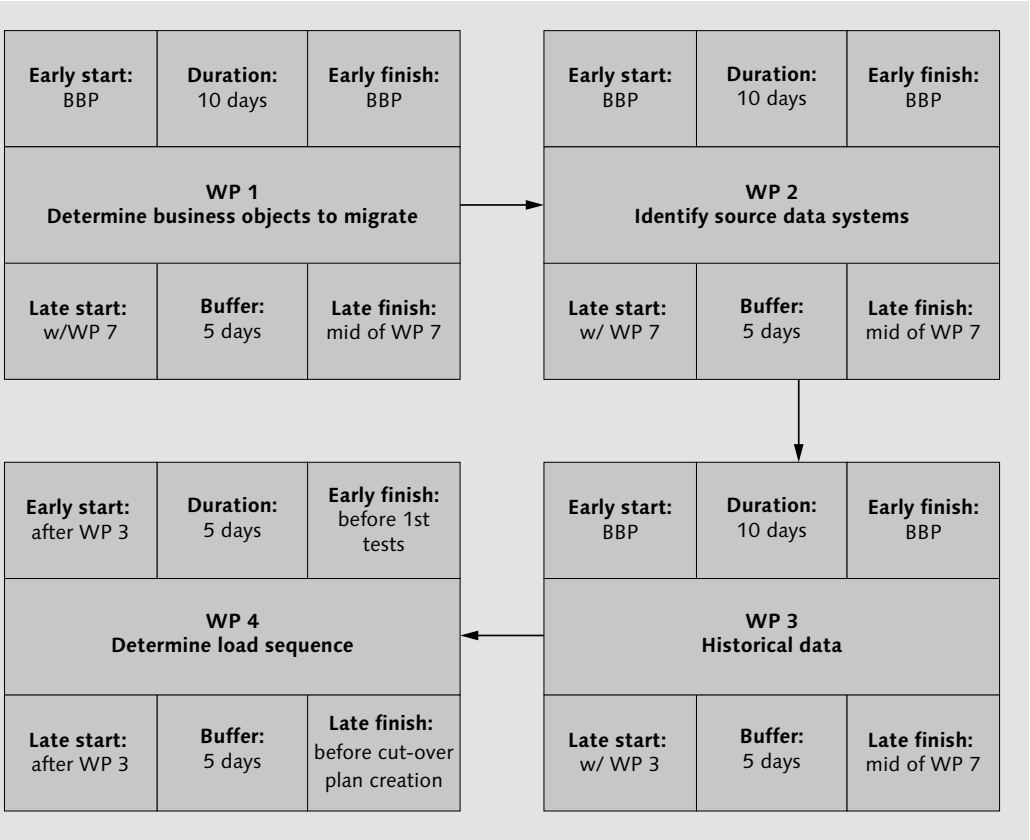 Early start:
BBP
Duration:
10 days
Early finish:
BBP
WP 1
Determine business objects to migrate
Late start:
w/WP 7
Buffer:
5 days
Late finish:
mid of WP 7
Early start:
BBP
Duration:
10 days
Early finish:
BBP
WP 2
Identify source data systems
Late start:
w/ WP 7
Buffer:
5 days
Late finish:
mid of WP 7
Early start:
after WP 3
Duration:
5 days
Early finish:
before 1st
tests
WP 4
Determine load sequence
Late start:
after WP 3
Buffer:
5 days
Late finish:
before cut-over
plan creation
Early start:
BBP
Duration:
10 days
Early finish:
BBP
WP 3
Historical data
Late start:
w/ WP 3
Buffer:
5 days
Late finish:
mid of WP 7